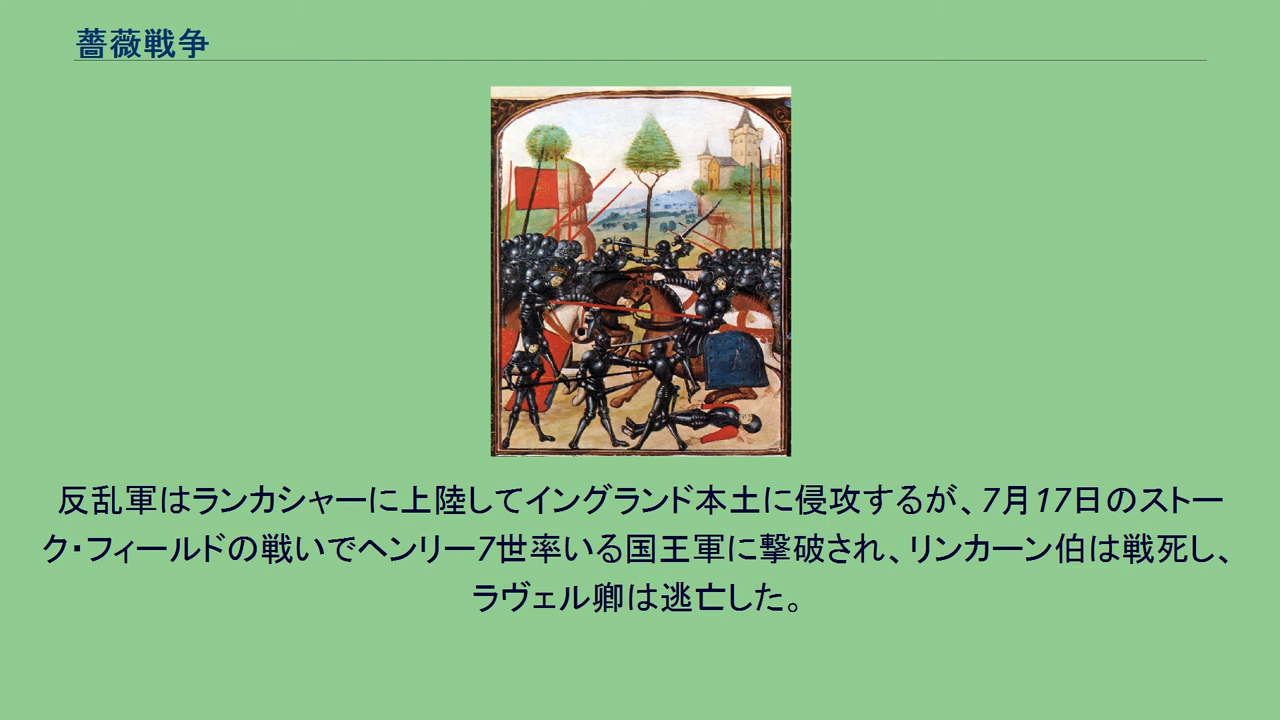 薔薇戦争
反乱軍はランカシャーに上陸してイングランド本土に侵攻するが、7月17日のストー
ク・フィールドの戦いでヘンリー7世率いる国王軍に撃破され、リンカーン伯は戦死し、
ラヴェル卿は逃亡した。